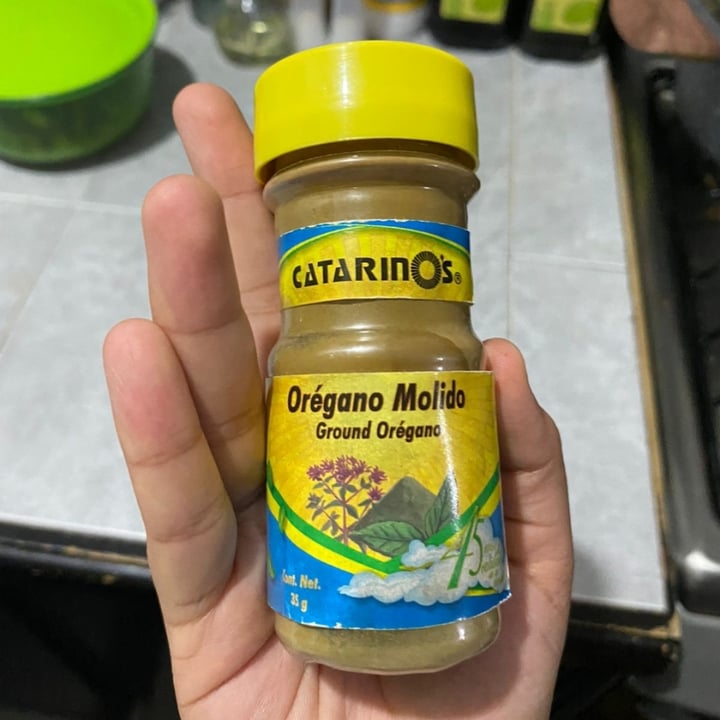 CATARINO'S®
Orégano Molido
Ground Orégano
Cont. Net.
35 g